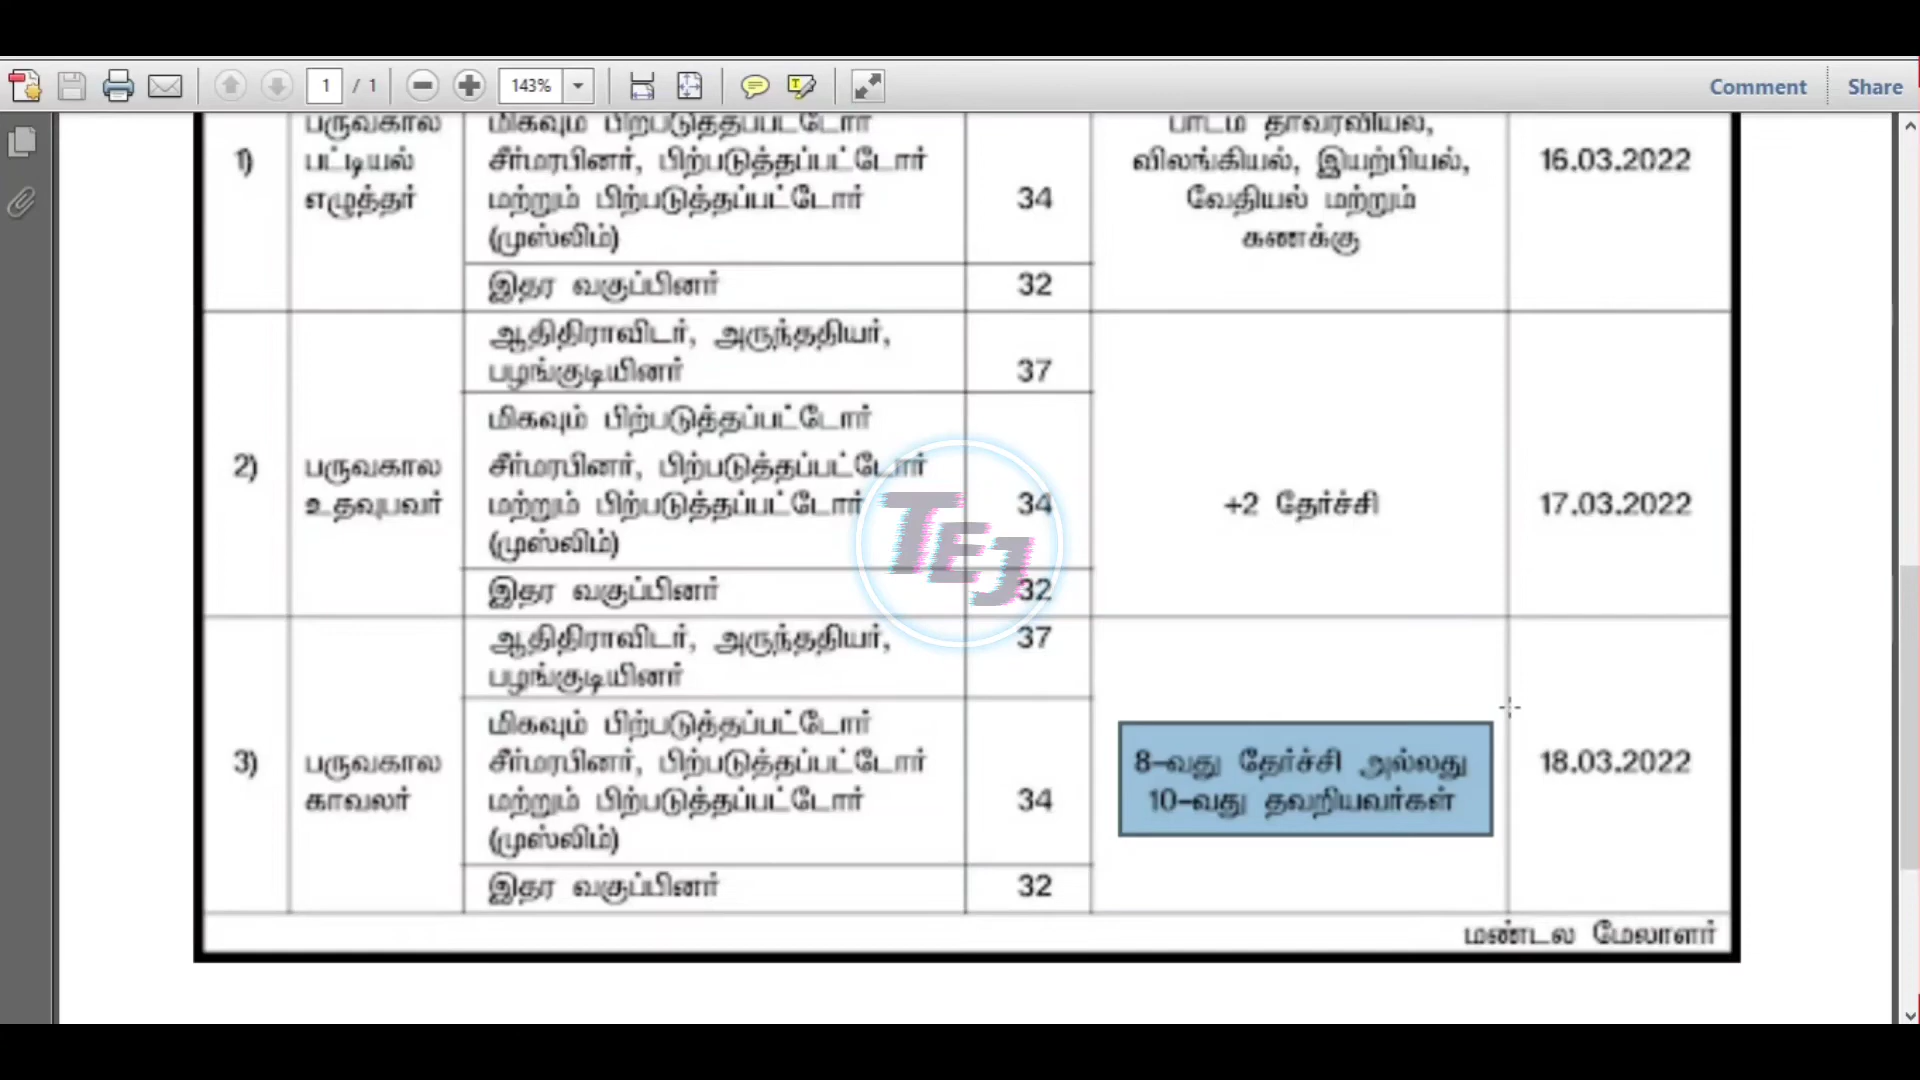 1 / 1 143% Comment Share
பருவகால மிகவும் பிற்படுத்தப்பட்டோர் பாடம் தாவரவியல்,
1) பட்டியல் சீர்மரபினர், பிற்படுத்தப்பட்டோர் விலங்கியல், இயற்பியல், 16.03.2022
எழுத்தர் மற்றும் பிற்படுத்தப்பட்டோர் 34 வேதியல் மற்றும்
(முஸ்லிம்) கணக்கு
இதர வகுப்பினர் 32
ஆதிதிராவிடர், அருந்ததியர்,
பழங்குடியினர் 37
மிகவும் பிற்படுத்தப்பட்டோர்
2) பருவகால சீர்மரபினர், பிற்படுத்தப்பட்டோர்
உதவுபவர் மற்றும் பிற்படுத்தப்பட்டோர் 34 +2 தேர்ச்சி 17.03.2022
(முஸ்லிம்)
TEJ
இதர வகுப்பினர் 32
ஆதிதிராவிடர், அருந்ததியர், 37
பழங்குடியினர்
மிகவும் பிற்படுத்தப்பட்டோர்
3) பருவகால சீர்மரபினர், பிற்படுத்தப்பட்டோர் 8-வது தேர்ச்சி அல்லது 18.03.2022
காவலர் மற்றும் பிற்படுத்தப்பட்டோர் 34 10-வது தவறியவர்கள்
(முஸ்லிம்)
இதர வகுப்பினர் 32
மண்டல மேலாளர்